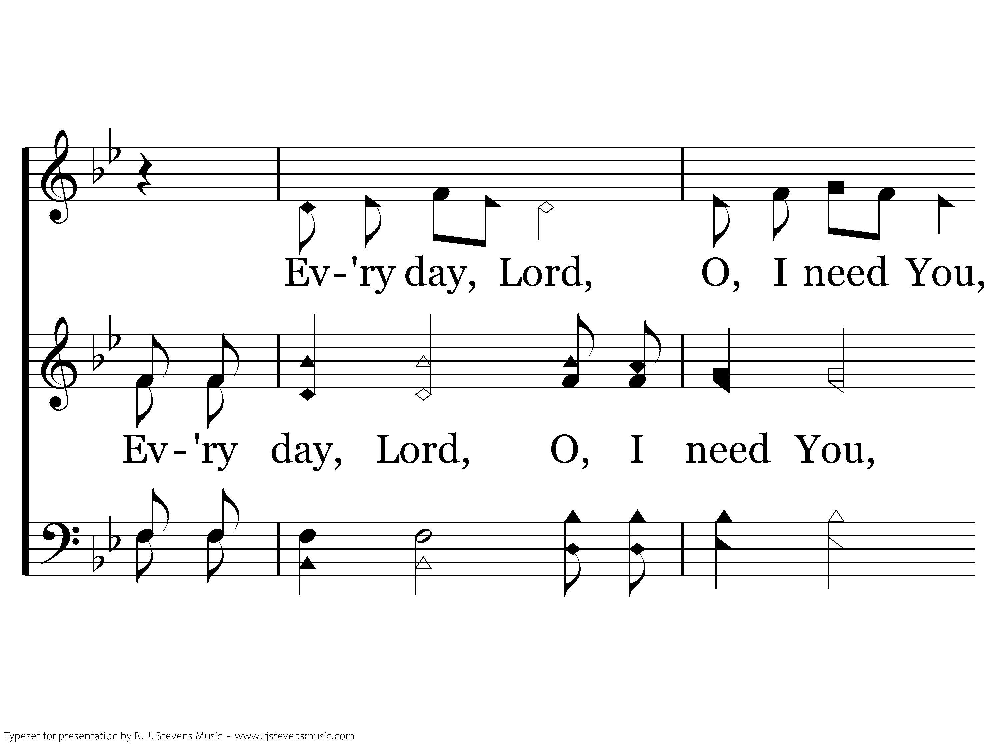 Ev-'ry day, Lord, O, I need You,
Ev-'ry day, Lord, O, I need You,
Typeset for presentation by R. J. Stevens Music - www.rjstevensmusic.com